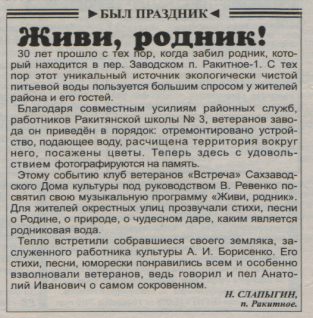 ►БЫЛ ПРАЗДНИК◄
Живи, родник!
30 лет прошло с тех пор, когда забил родник, кото-
рый находится в пер. Заводском п. Ракитное-1. С тех
пор этот уникальный источник экологически чистой
питьевой воды пользуется большим спросом у жителей
района и его гостей.
Благодаря совместным усилиям районных служб,
работников Ракитянской школы № 3, ветеранов заво-
да он приведён в порядок: отремонтировано устрой-
ство, подающее воду, расчищена территория вокруг
него, посажены цветы. Теперь здесь с удоволь-
ствием фотографируются на память.
Этому событию клуб ветеранов «Встреча» Сахзавод-
ского Дома культуры под руководством В. Ревенко по-
святил свою музыкальную программу «Живи, родник».
Для жителей окрестных улиц прозвучали стихи, песни
о Родине, о природе, о чудесном даре, каким является
родниковая вода.
Тепло встретили собравшиеся своего земляка, за-
служенного работника культуры А. И. Борисенко. Его
стихи, песни, юморески понравились всем и особенно
взволновали ветеранов, ведь говорил и пел Анато-
лий Иванович о самом сокровенном.
Н. СЛАПЫГИН,
п. Ракитное.